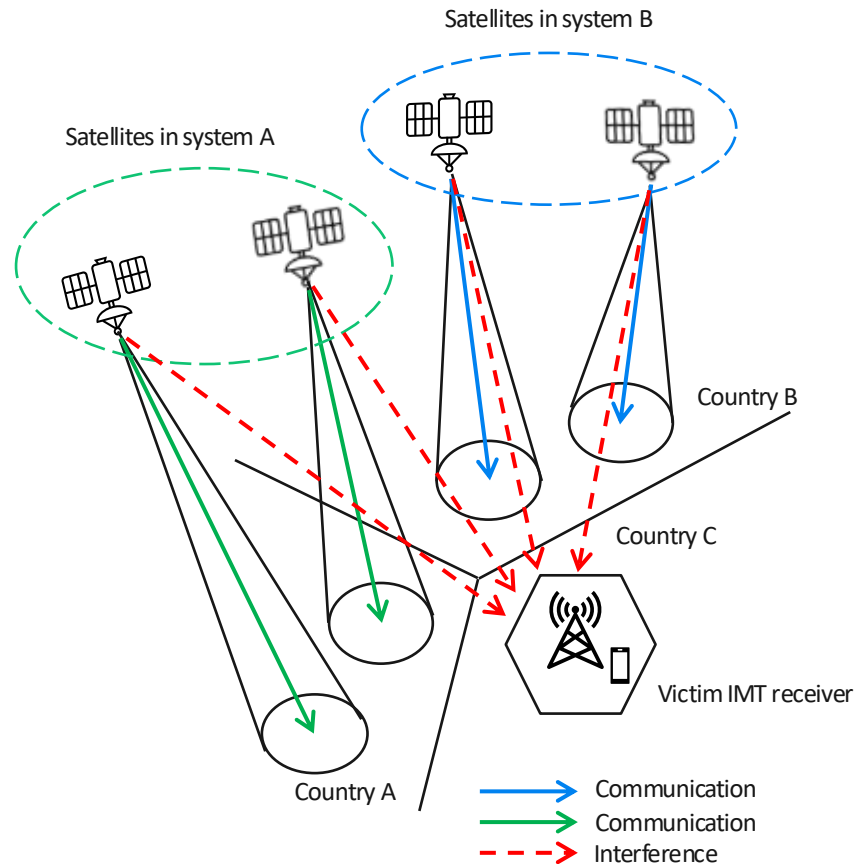 Satellites in system B
Satellites in system A
Country B
Country C
Victim IMT receiver
Country A
Communication
Communication
Interference